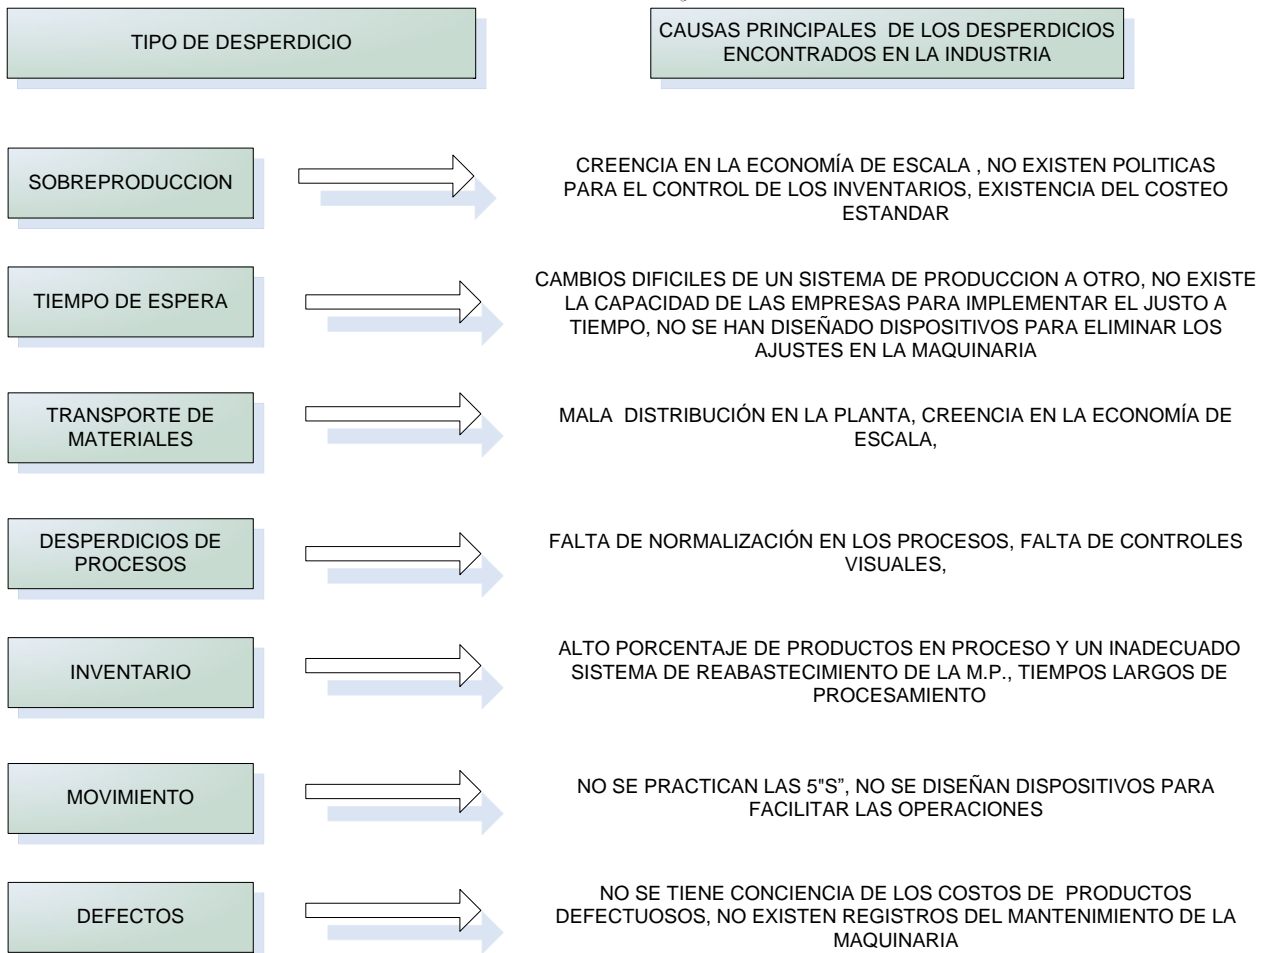 TIPO DE DESPERDICIO
CAUSAS PRINCIPALES DE LOS DESPERDICIOS
ENCONTRADOS EN LA INDUSTRIA
SOBREPRODUCCION
CREENCIA EN LA ECONOMÍA DE ESCALA , NO EXISTEN POLITICAS
PARA EL CONTROL DE LOS INVENTARIOS, EXISTENCIA DEL COSTEO
ESTANDAR
TIEMPO DE ESPERA
CAMBIOS DIFICILES DE UN SISTEMA DE PRODUCCION A OTRO, NO EXISTE
LA CAPACIDAD DE LAS EMPRESAS PARA IMPLEMENTAR EL JUSTO A
TIEMPO, NO SE HAN DISEÑADO DISPOSITIVOS PARA ELIMINAR LOS
AJUSTES EN LA MAQUINARIA
TRANSPORTE DE
MATERIALES
MALA DISTRIBUCIÓN EN LA PLANTA, CREENCIA EN LA ECONOMÍA DE
ESCALA,
DESPERDICIOS DE
PROCESOS
FALTA DE NORMALIZACIÓN EN LOS PROCESOS, FALTA DE CONTROLES
VISUALES,
INVENTARIO
ALTO PORCENTAJE DE PRODUCTOS EN PROCESO Y UN INADECUADO
SISTEMA DE REABASTECIMIENTO DE LA M.P., TIEMPOS LARGOS DE
PROCESAMIENTO
MOVIMIENTO
NO SE PRACTICAN LAS 5"S”, NO SE DISEÑAN DISPOSITIVOS PARA
FACILITAR LAS OPERACIONES
DEFECTOS
NO SE TIENE CONCIENCIA DE LOS COSTOS DE PRODUCTOS
DEFECTUOSOS, NO EXISTEN REGISTROS DEL MANTENIMIENTO DE LA
MAQUINARIA